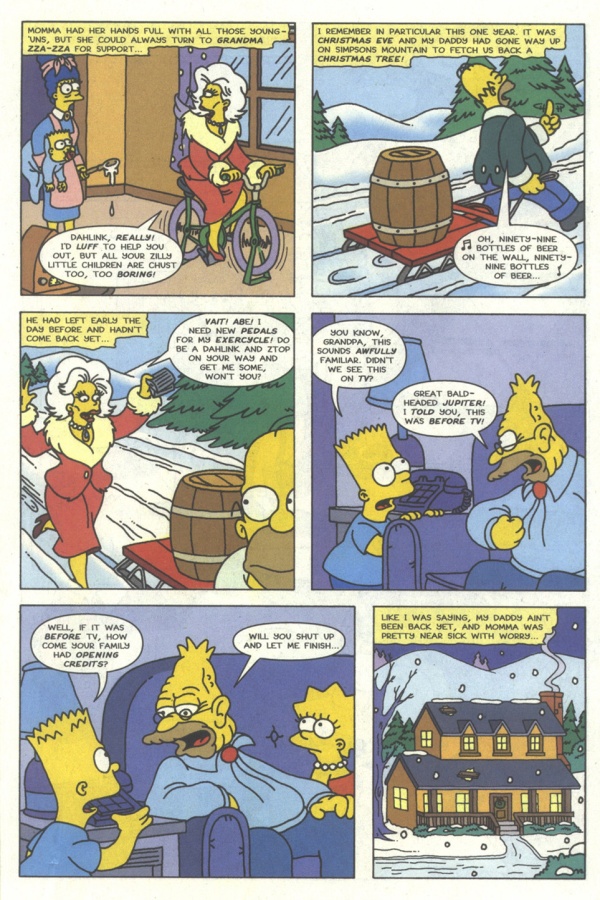 MOMMA HAD HER HANDS FULL WITH ALL THOSE YOUNG-
'UNS, BUT SHE COULD ALWAYS TURN TO GRANDMA
ZZA-ZZA FOR SUPPORT...
DAHLINK, REALLY!
I'D LUFF TO HELP YOU
OUT, BUT ALL YOUR ZILLY
LITTLE CHILDREN ARE CHUST
TOO, TOO BORING!
I REMEMBER IN PARTICULAR THIS ONE YEAR. IT WAS
CHRISTMAS EVE AND MY DADDY HAD GONE WAY UP
ON SIMPSONS MOUNTAIN TO FETCH US BACK A
CHRISTMAS TREE!
OH, NINETY-NINE
BOTTLES OF BEER
ON THE WALL, NINETY-
NINE BOTTLES
OF BEER...
HE HAD LEFT EARLY THE
DAY BEFORE AND HADN'T
COME BACK YET...
VAIT! ABE! I
NEED NEW PEDALS
FOR MY EXERCYCLE! DO
BE A DAHLINK AND ZTOP
ON YOUR WAY AND
GET ME SOME,
WON'T YOU?
YOU KNOW,
GRANDPA, THIS
SOUNDS AWFULLY
FAMILIAR. DIDN'T
WE SEE THIS
ON TV?
GREAT BALD-
HEADED JUPITER!
I TOLD YOU, THIS
WAS BEFORE TV!
WELL, IF IT WAS
BEFORE TV, HOW
COME YOUR FAMILY
HAD OPENING
CREDITS?
WILL YOU SHUT UP
AND LET ME FINISH...
LIKE I WAS SAYING, MY DADDY AIN'T
BEEN BACK YET, AND MOMMA WAS
PRETTY NEAR SICK WITH WORRY...